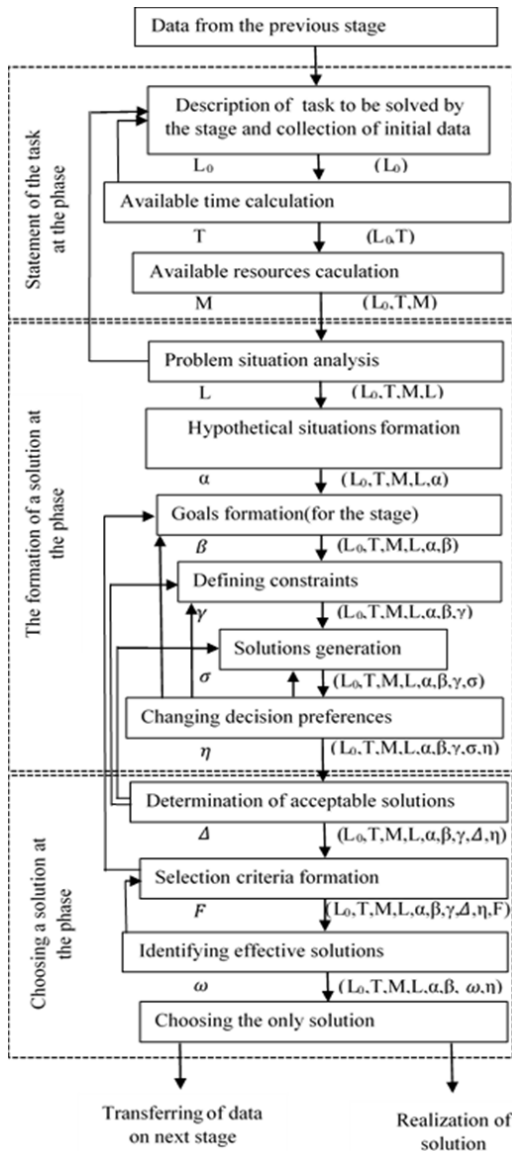 Data from the previous stage
Statement of the task
at the phase
Description of task to be solved by
the stage and collection of initial data
L₀ (L₀)
Available time calculation
T (L₀,T)
Available resources caculation
M (L₀,T,M)
The formation of a solution at
the phase
Problem situation analysis
L (L₀,T,M,L)
Hypothetical situations formation
α (L₀,T,M,L,α)
Goals formation(for the stage)
β (L₀,T,M,L,α,β)
Defining constraints
γ (L₀,T,M,L,α,β,γ)
Solutions generation
σ (L₀,T,M,L,α,β,γ,σ)
Changing decision preferences
η (L₀,T,M,L,α,β,γ,σ,η)
Choosing a solution at
the phase
Determination of acceptable solutions
Δ (L₀,T,M,L,α,β,γ,Δ,η)
Selection criteria formation
F (L₀,T,M,L,α,β,γ,Δ,η,F)
Identifying effective solutions
ω (L₀,T,M,L,α,β, ω,η)
Choosing the only solution
Transferring of data
on next stage
Realization of
solution